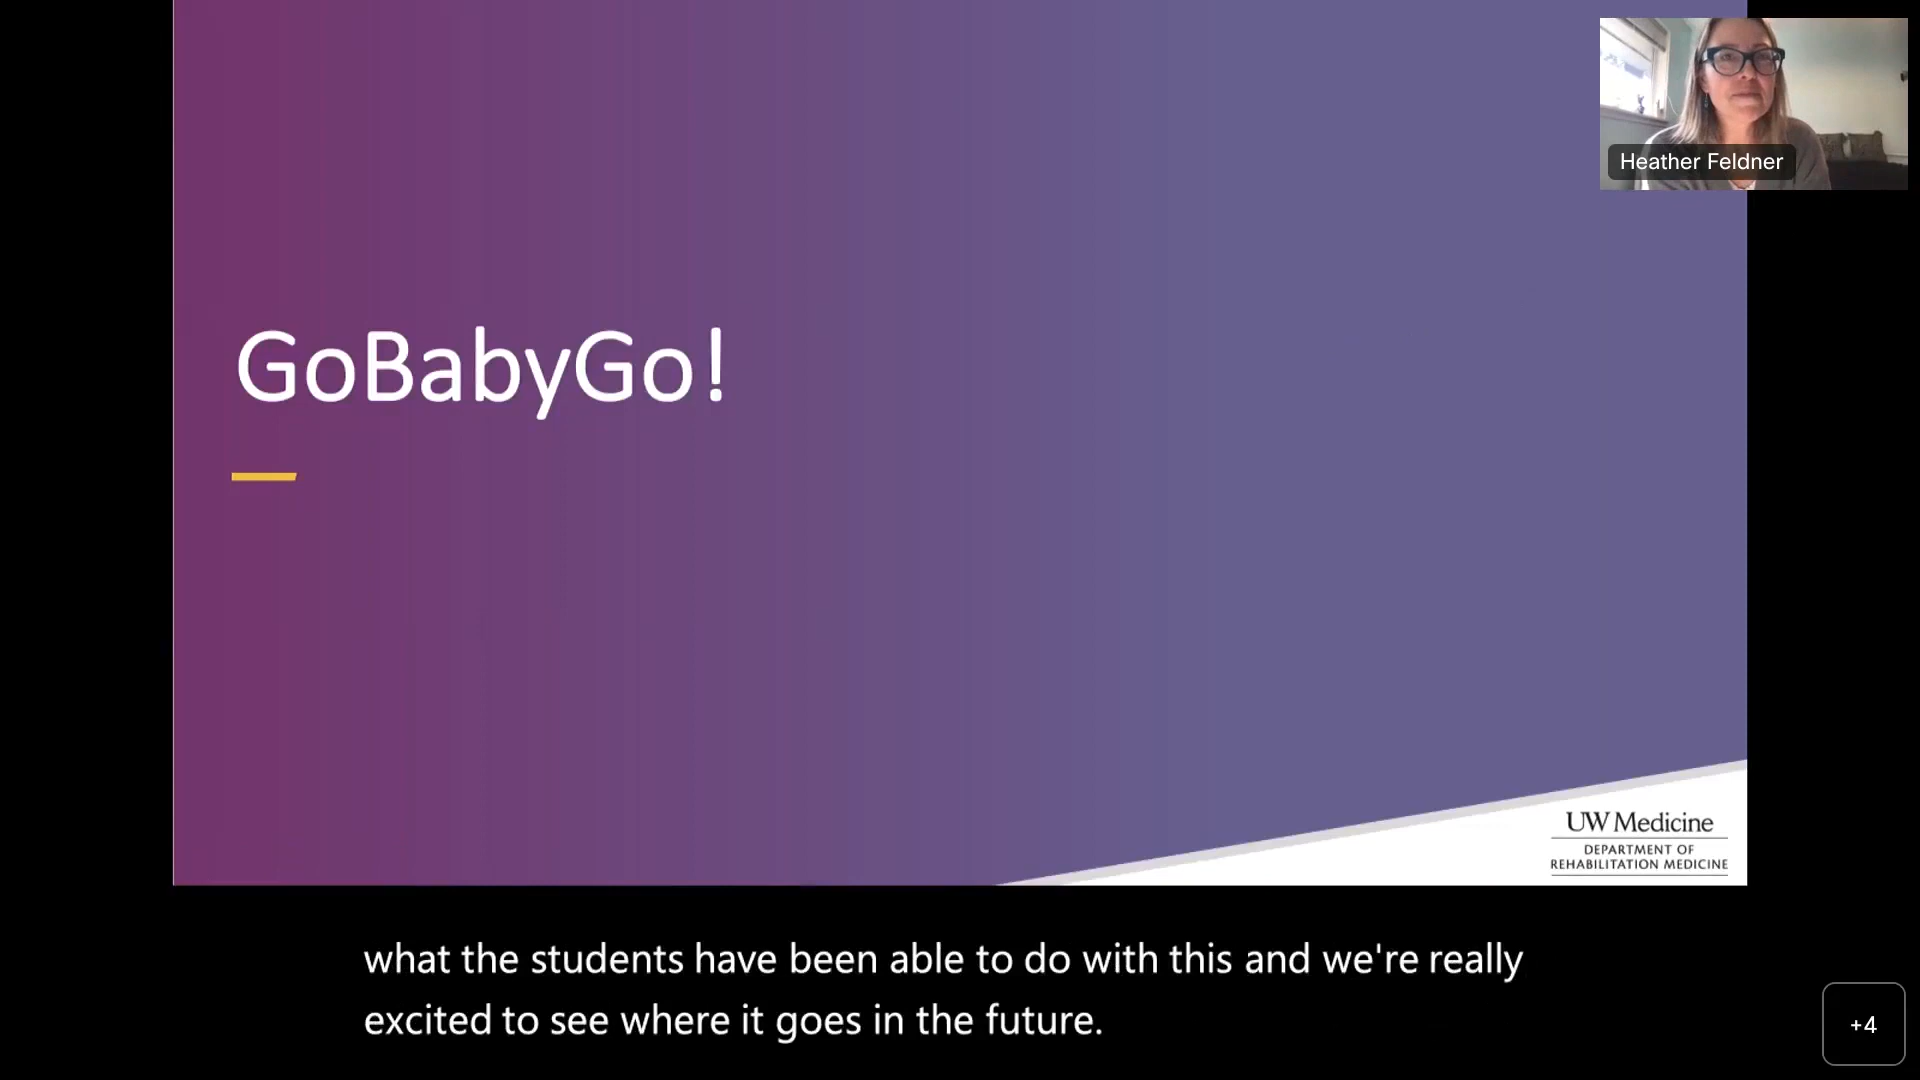 Heather Feldner
GoBabyGo!
UW Medicine
DEPARTMENT OF
REHABILITATION MEDICINE
what the students have been able to do with this and we're really
excited to see where it goes in the future.
+4